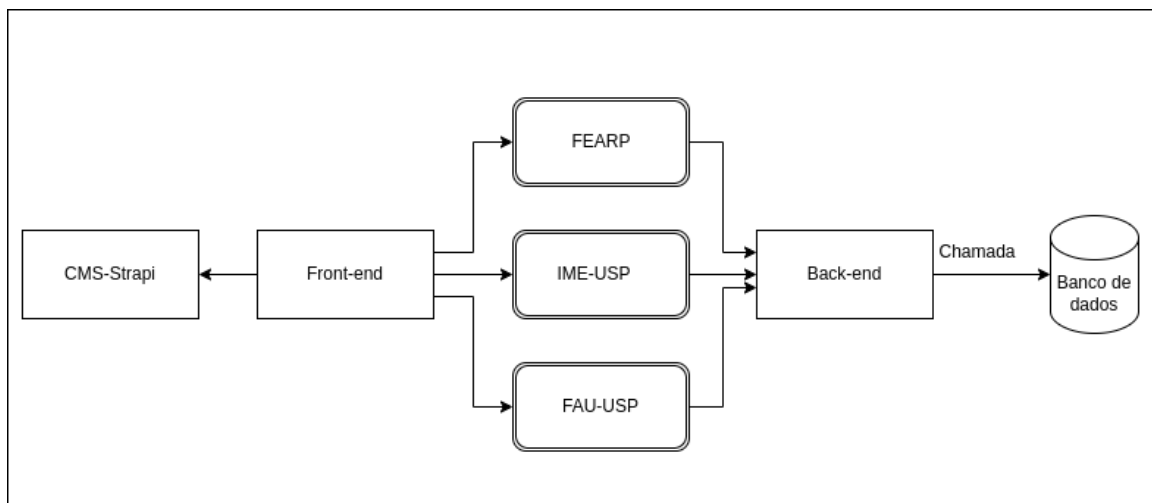 FEARP
CMS-Strapi
Front-end
IME-USP
Back-end
Chamada
Banco de
dados
FAU-USP